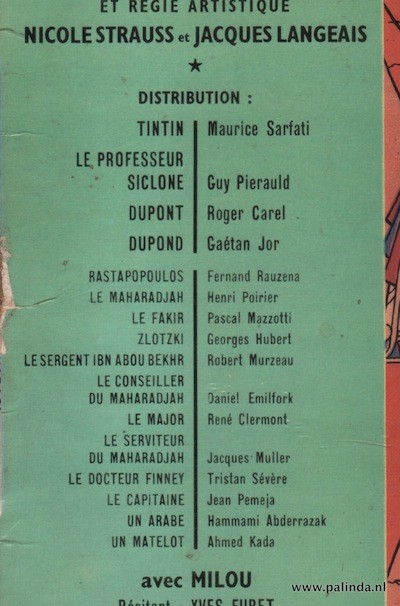 ET REGIE ARTISTIQUE
NICOLE STRAUSS et JACQUES LANGEAIS
★
DISTRIBUTION :
TINTIN Maurice Sarfati
LE PROFESSEUR
SICLONE Guy Pierauld
DUPONT Roger Carel
DUPOND Gaétan Jor
RASTAPOPOULOS Fernand Rauzena
LE MAHARADJAH Henri Poirier
LE FAKIR Pascal Mazzotti
ZLOTZKI Georges Hubert
LE SERGENT IBN ABOU BEKHR Robert Murzeau
LE CONSEILLER
DU MAHARADJAH Daniel Emilfork
LE MAJOR René Clermont
LE SERVITEUR
DU MAHARADJAH Jacques Muller
LE DOCTEUR FINNEY Tristan Sévère
LE CAPITAINE Jean Pemeja
UN ARABE Hammami Abderrazak
UN MATELOT Ahmed Kada
avec MILOU
Récitant YVES FURET
www.palinda.nl